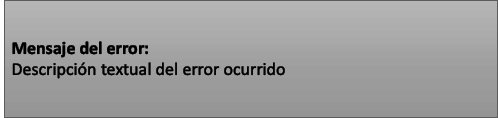 Mensaje del error:
Descripción textual del error ocurrido